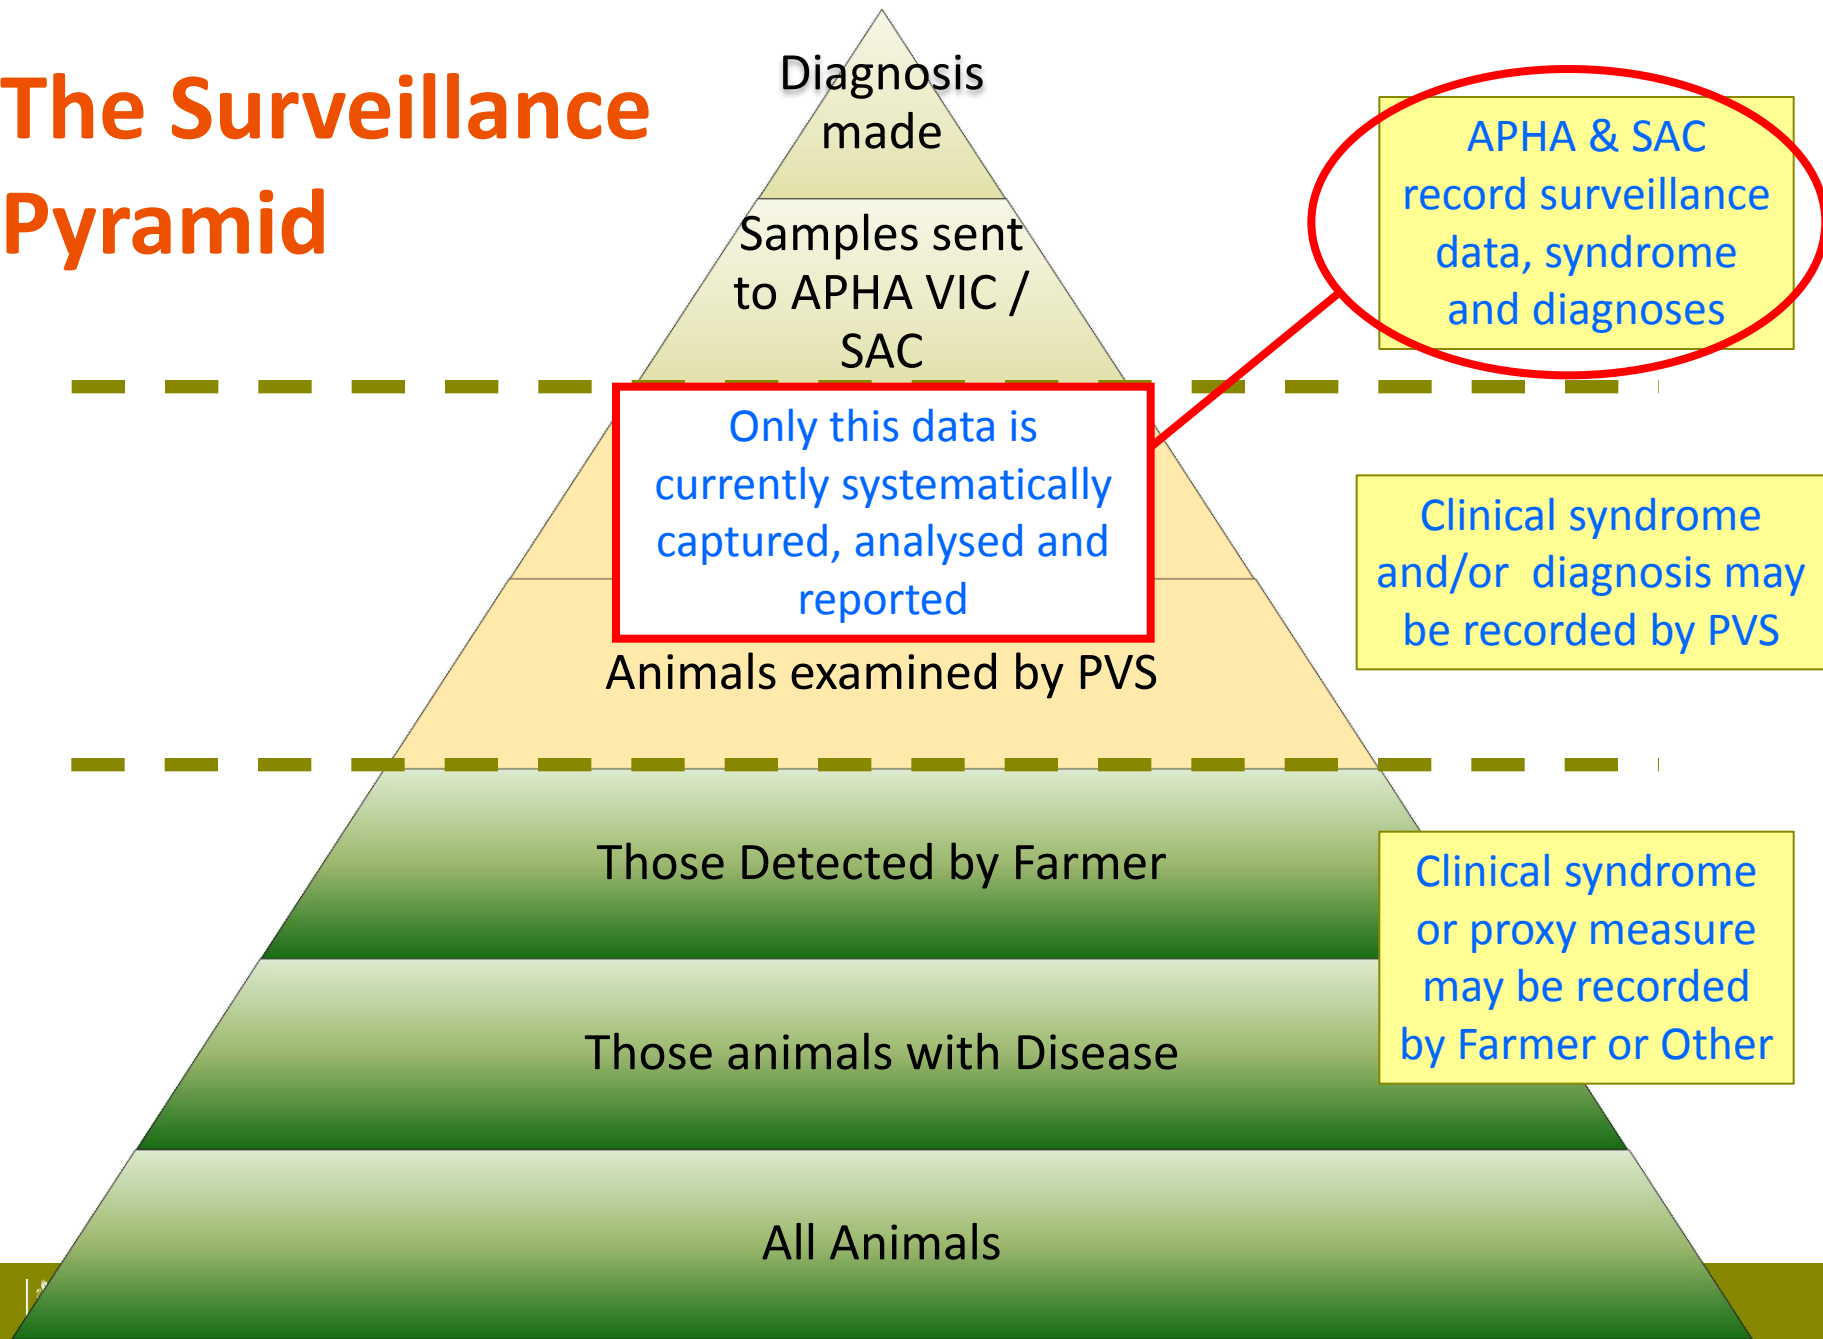 The Surveillance
Pyramid
Diagnosis
made
Samples sent
to APHA VIC /
SAC
APHA & SAC
record surveillance
data, syndrome
and diagnoses
Only this data is
currently systematically
captured, analysed and
reported
Clinical syndrome
and/or diagnosis may
be recorded by PVS
Animals examined by PVS
Those Detected by Farmer
Clinical syndrome
or proxy measure
may be recorded
by Farmer or Other
Those animals with Disease
All Animals